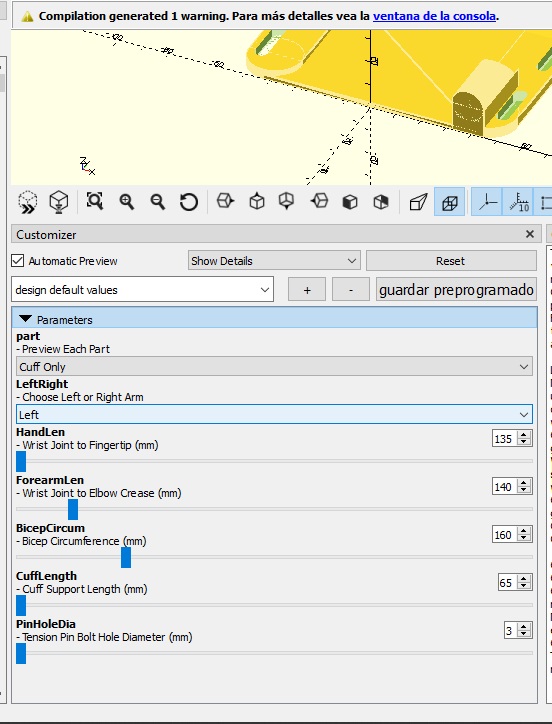 Compilation generated 1 warning. Para más detalles vea la ventana de la consola.
10
Customizer
Automatic Preview
Show Details
Reset
design default values
+
-
guardar preprogramado
Parameters
part
- Preview Each Part
Cuff Only
LeftRight
- Choose Left or Right Arm
Left
HandLen
- Wrist Joint to Fingertip (mm)
135
ForearmLen
- Wrist Joint to Elbow Crease (mm)
140
BicepCircum
- Bicep Circumference (mm)
160
CuffLength
- Cuff Support Length (mm)
65
PinHoleDia
- Tension Pin Bolt Hole Diameter (mm)
3